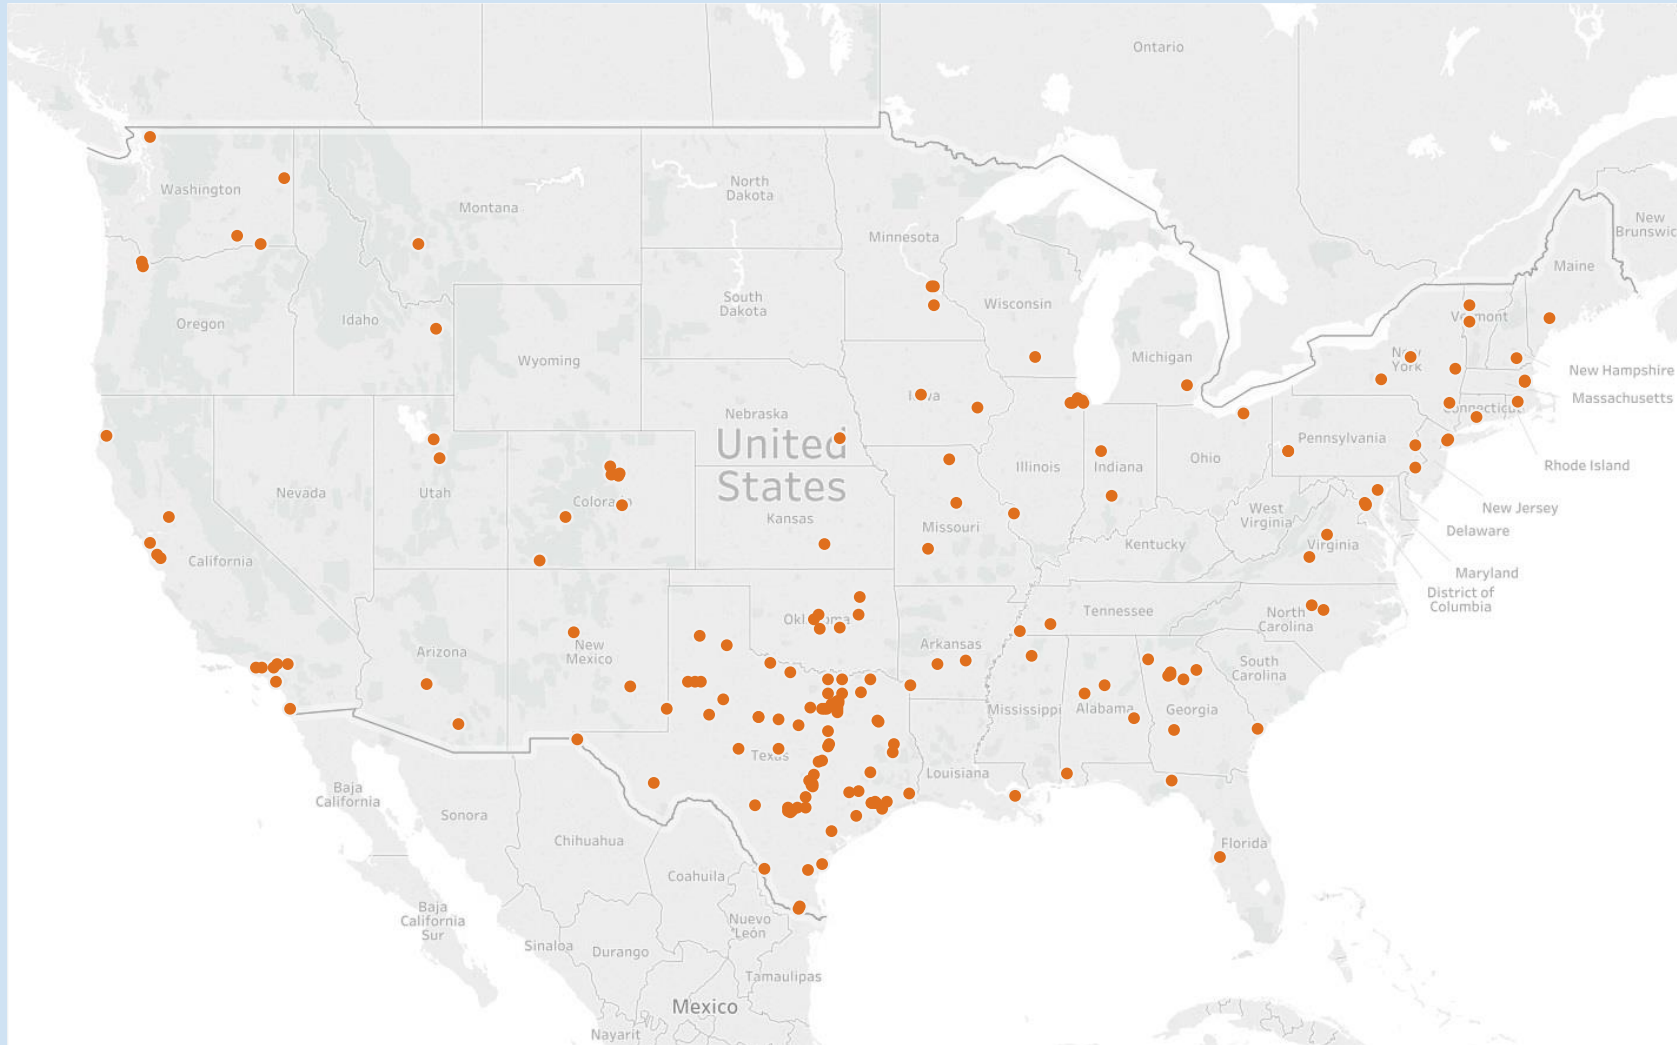 Ontario
Washington
Montana
North
Dakota
Minnesota
New
Brunswic
Maine
Oregon
Idaho
South
Dakota
Wisconsin
Vermont
Wyoming
Michigan
New
York
New Hampshire
Massachusetts
Iowa
Connecticut
Nebraska
United
States
Pennsylvania
Rhode Island
Nevada
Utah
Colorado
Kansas
Illinois
Indiana
Ohio
West
Virginia
New Jersey
Delaware
California
Missouri
Kentucky
Virginia
Maryland
District of
Columbia
Arizona
New
Mexico
Oklahoma
Arkansas
Tennessee
North
Carolina
South
Carolina
Mississippi
Alabama
Georgia
Texas
Louisiana
Baja
California
Sonora
Chihuahua
Coahuila
Florida
Baja
California
Sur
Sinaloa
Durango
Nuevo
León
Tamaulipas
Mexico
Nayarit